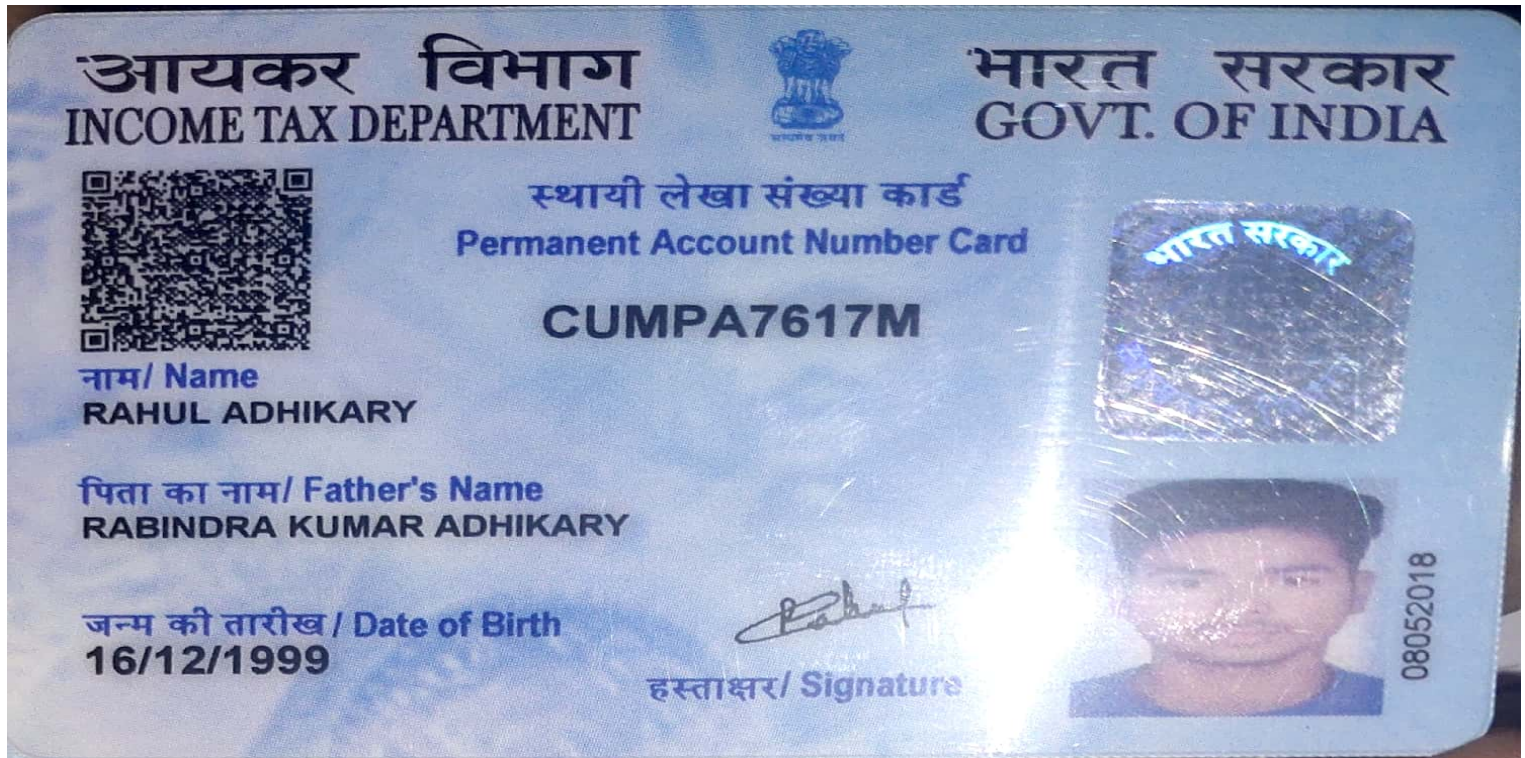 आयकर विभाग
INCOME TAX DEPARTMENT
भारत सरकार
GOVT. OF INDIA
स्थायी लेखा संख्या कार्ड
Permanent Account Number Card
CUMPA7617M
भारत सरकार
नाम/ Name
RAHUL ADHIKARY
पिता का नाम/ Father's Name
RABINDRA KUMAR ADHIKARY
जन्म की तारीख / Date of Birth
16/12/1999
Rahul
हस्ताक्षर/ Signature
08052018